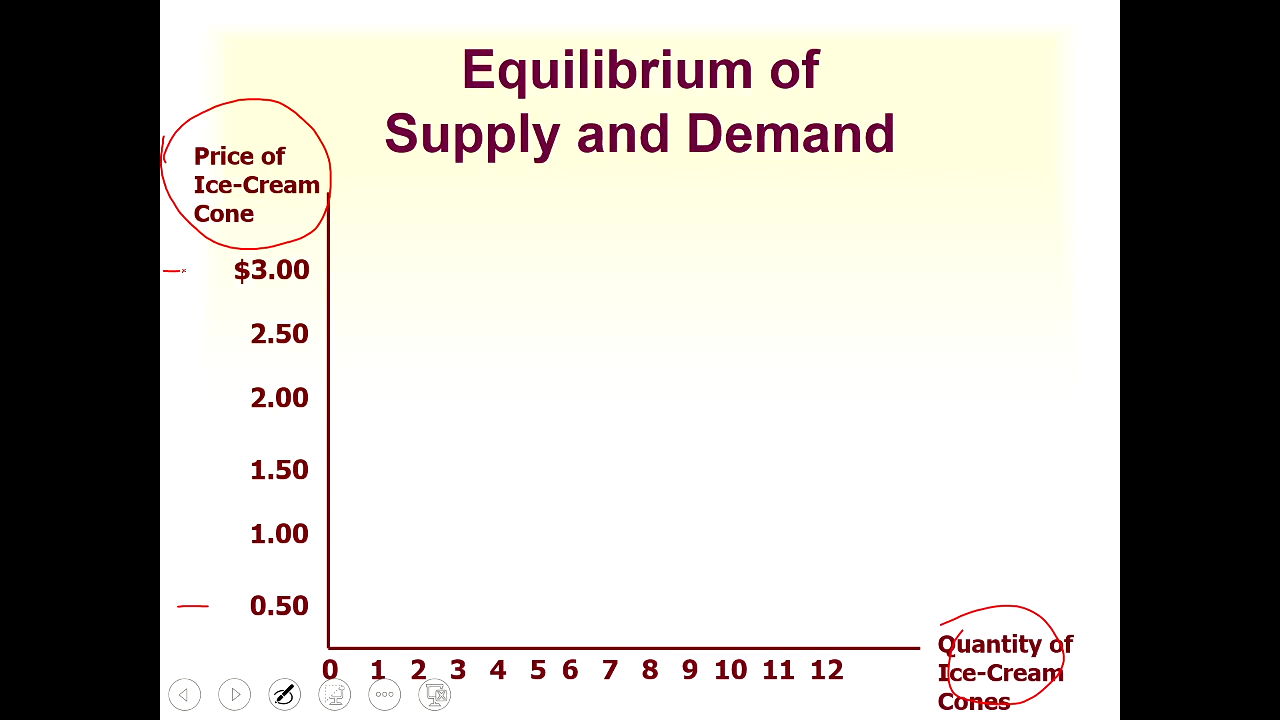 Equilibrium of
Supply and Demand
Price of
Ice-Cream
Cone
$3.00
2.50
2.00
1.50
1.00
0.50
0 1 2 3 4 5 6 7 8 9 10 11 12
Quantity of
Ice-Cream
Cones